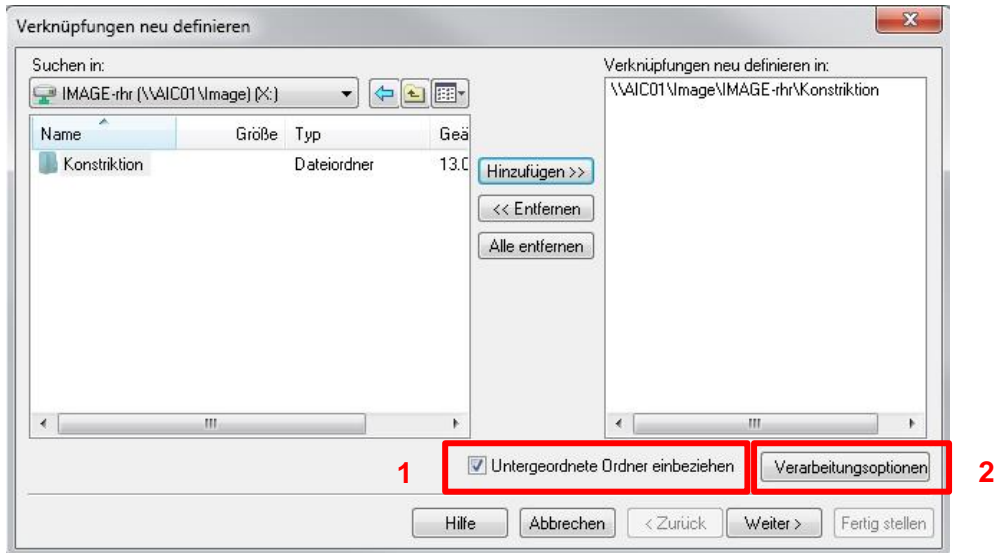 Verknüpfungen neu definieren
Suchen in:
IMAGE-rhr (\\AIC01\Image) (X:)
Name Größe Typ Geä
Konstriktion Dateiordner 13.0
Hinzufügen >>
<< Entfernen
Alle entfernen
Verknüpfungen neu definieren in:
\\AIC01\Image\IMAGE-rhr\Konstriktion
1 Untergeordnete Ordner einbeziehen Verarbeitungsoptionen 2
Hilfe Abbrechen < Zurück Weiter > Fertig stellen